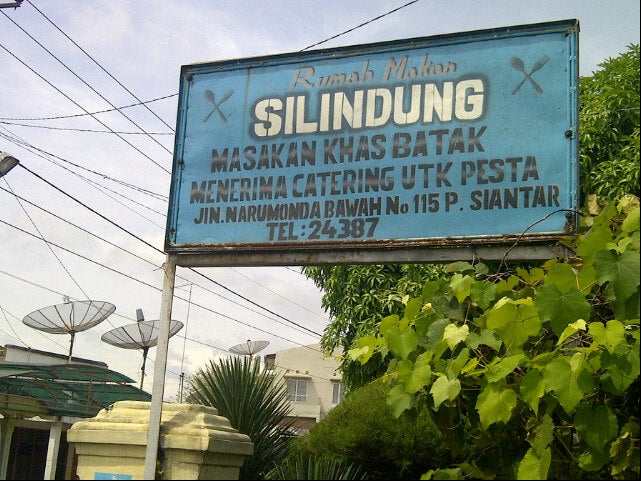 Rumah Makan
SILINDUNG
MASAKAN KHAS BATAK
MENERIMA CATERING UTK PESTA
JLN. NARUMONDA BAWAH No 115 P. SIANTAR
TEL: 24387